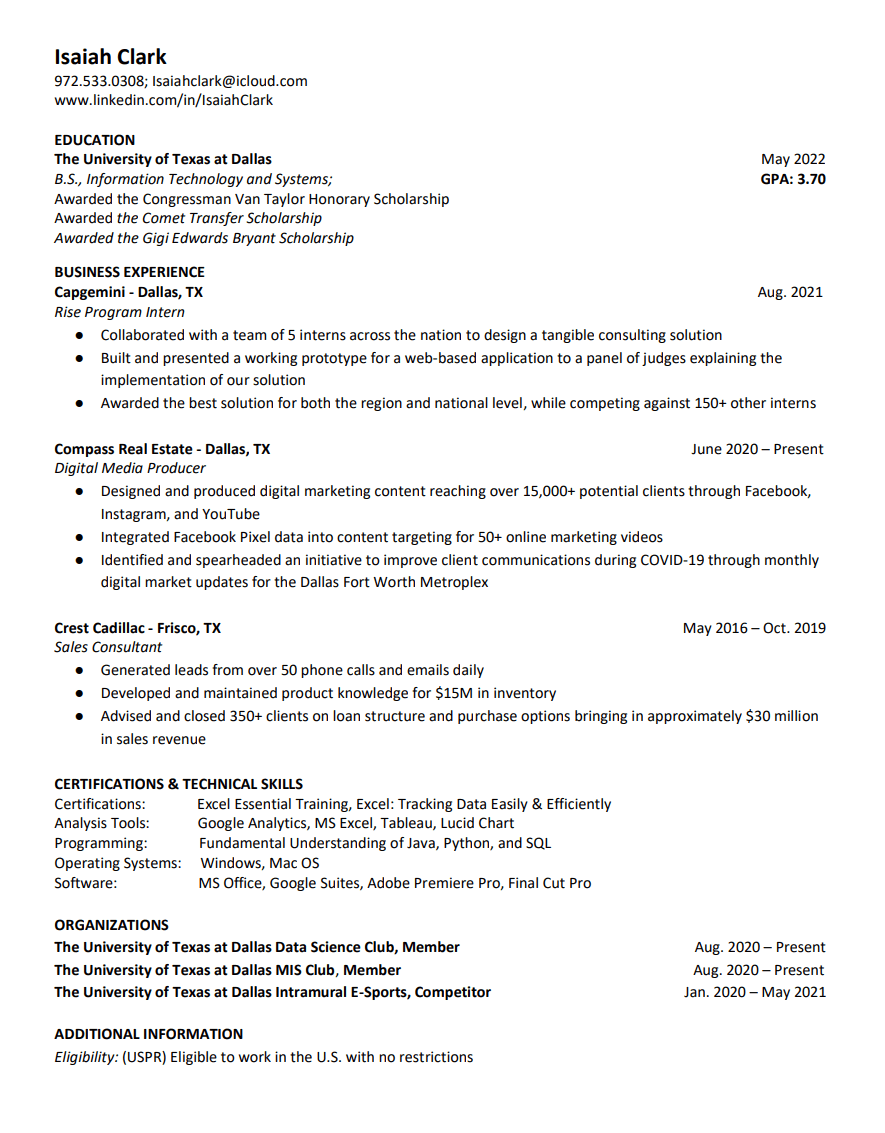 Isaiah Clark
972.533.0308; Isaiahclark@icloud.com
www.linkedin.com/in/IsaiahClark
EDUCATION
The University of Texas at Dallas May 2022
B.S., Information Technology and Systems; GPA: 3.70
Awarded the Congressman Van Taylor Honorary Scholarship
Awarded the Comet Transfer Scholarship
Awarded the Gigi Edwards Bryant Scholarship
BUSINESS EXPERIENCE
Capgemini - Dallas, TX Aug. 2021
Rise Program Intern
● Collaborated with a team of 5 interns across the nation to design a tangible consulting solution
● Built and presented a working prototype for a web-based application to a panel of judges explaining the
implementation of our solution
● Awarded the best solution for both the region and national level, while competing against 150+ other interns
Compass Real Estate - Dallas, TX June 2020 – Present
Digital Media Producer
● Designed and produced digital marketing content reaching over 15,000+ potential clients through Facebook,
Instagram, and YouTube
● Integrated Facebook Pixel data into content targeting for 50+ online marketing videos
● Identified and spearheaded an initiative to improve client communications during COVID-19 through monthly
digital market updates for the Dallas Fort Worth Metroplex
Crest Cadillac - Frisco, TX May 2016 – Oct. 2019
Sales Consultant
● Generated leads from over 50 phone calls and emails daily
● Developed and maintained product knowledge for $15M in inventory
● Advised and closed 350+ clients on loan structure and purchase options bringing in approximately $30 million
in sales revenue
CERTIFICATIONS & TECHNICAL SKILLS
Certifications: Excel Essential Training, Excel: Tracking Data Easily & Efficiently
Analysis Tools: Google Analytics, MS Excel, Tableau, Lucid Chart
Programming: Fundamental Understanding of Java, Python, and SQL
Operating Systems: Windows, Mac OS
Software: MS Office, Google Suites, Adobe Premiere Pro, Final Cut Pro
ORGANIZATIONS
The University of Texas at Dallas Data Science Club, Member Aug. 2020 – Present
The University of Texas at Dallas MIS Club, Member Aug. 2020 – Present
The University of Texas at Dallas Intramural E-Sports, Competitor Jan. 2020 – May 2021
ADDITIONAL INFORMATION
Eligibility: (USPR) Eligible to work in the U.S. with no restrictions